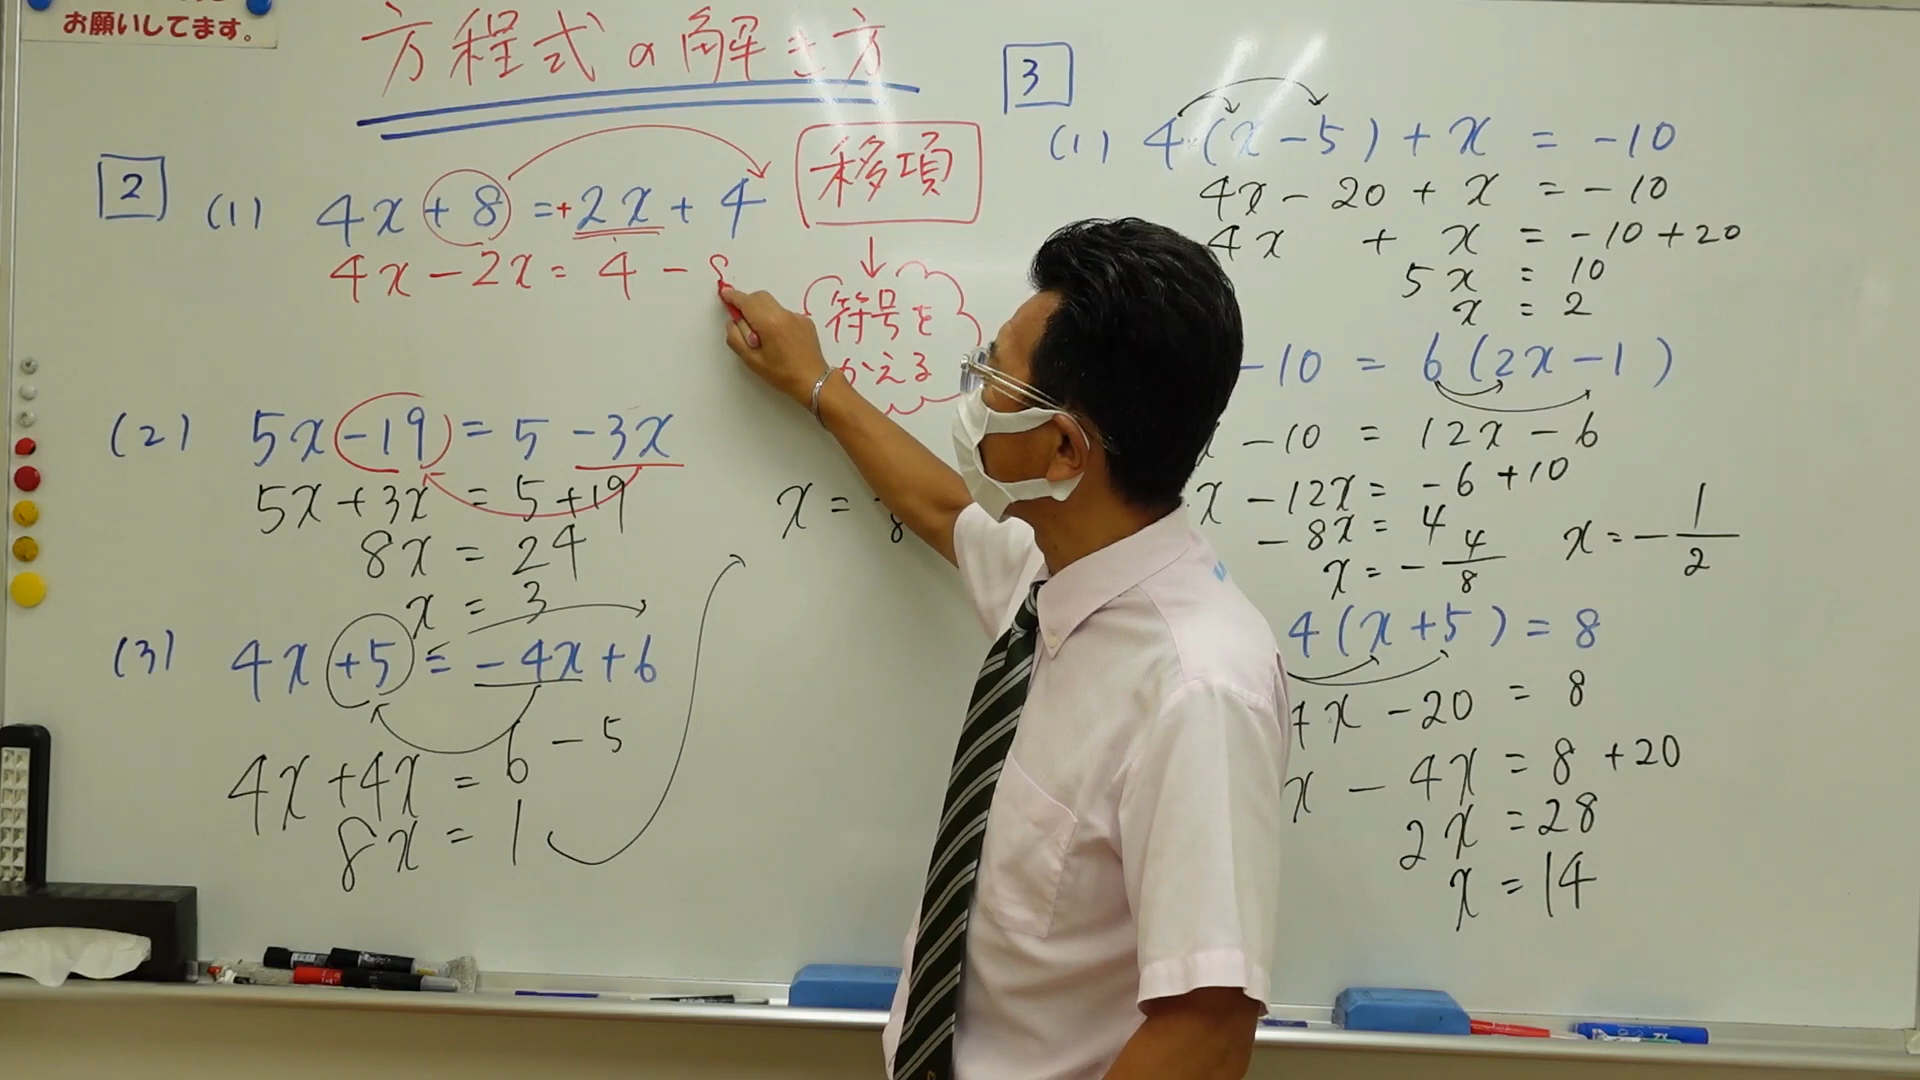 お願いしてます。
方程式の解き方
2
(1) 4x + 8 = +2x + 4
4x - 2x = 4 - 8
移項
↓
符号を
かえる
(2) 5x - 19 = 5 - 3x
5x + 3x = 5 + 19
8x = 24
x = 3
(3) 4x + 5 = -4x + 6
4x + 4x = 6 - 5
8x = 1
x = 8
3
(1) 4(x - 5) + x = -10
4x - 20 + x = -10
4x + x = -10 + 20
5x = 10
x = 2
-10 = 6(2x - 1)
x - 10 = 12x - 6
x - 12x = -6 + 10
-8x = 4
x = -4/8 x = -1/2
4(x + 5) = 8
4x - 20 = 8
x - 4x = 8 + 20
2x = 28
x = 14